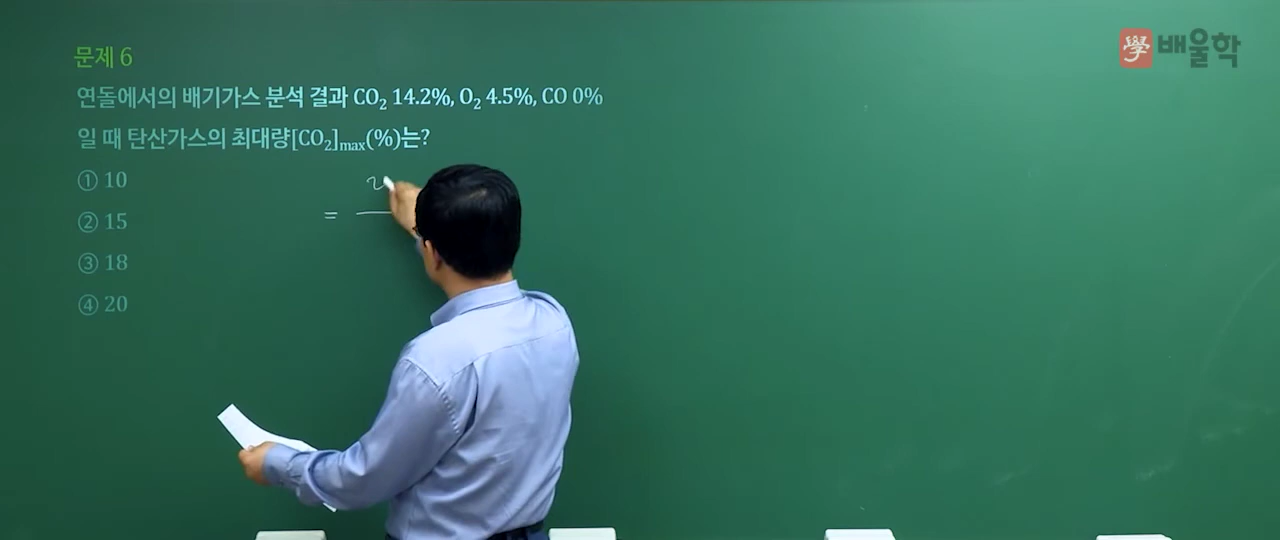 學 배울학
문제 6
연돌에서의 배기가스 분석 결과 CO₂ 14.2%, O₂ 4.5%, CO 0%
일 때 탄산가스의 최대량[CO₂]max(%)는?
① 10
② 15
③ 18
④ 20
=